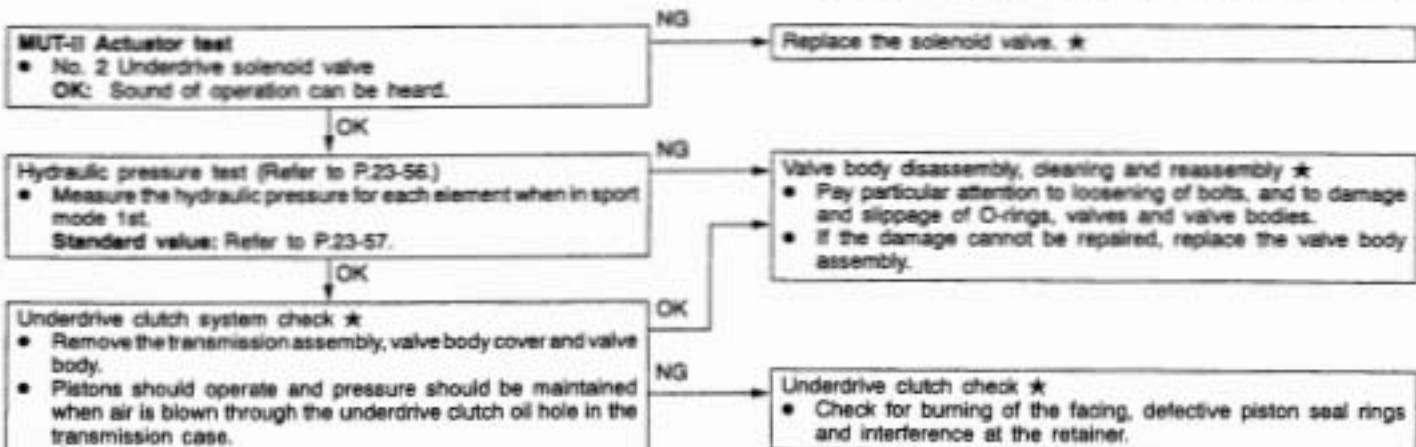 NG
MUT-II Actuator test
• No. 2 Underdrive solenoid valve
OK: Sound of operation can be heard.
Replace the solenoid valve. ★
OK
Hydraulic pressure test (Refer to P.23-56.)
• Measure the hydraulic pressure for each element when in sport
mode 1st.
Standard value: Refer to P.23-57.
NG
Valve body disassembly, cleaning and reassembly ★
• Pay particular attention to loosening of bolts, and to damage
and slippage of O-rings, valves and valve bodies.
• If the damage cannot be repaired, replace the valve body
assembly.
OK
Underdrive clutch system check ★
• Remove the transmission assembly, valve body cover and valve
body.
• Pistons should operate and pressure should be maintained
when air is blown through the underdrive clutch oil hole in the
transmission case.
OK
NG
Underdrive clutch check ★
• Check for burning of the facing, defective piston seal rings
and interference at the retainer.